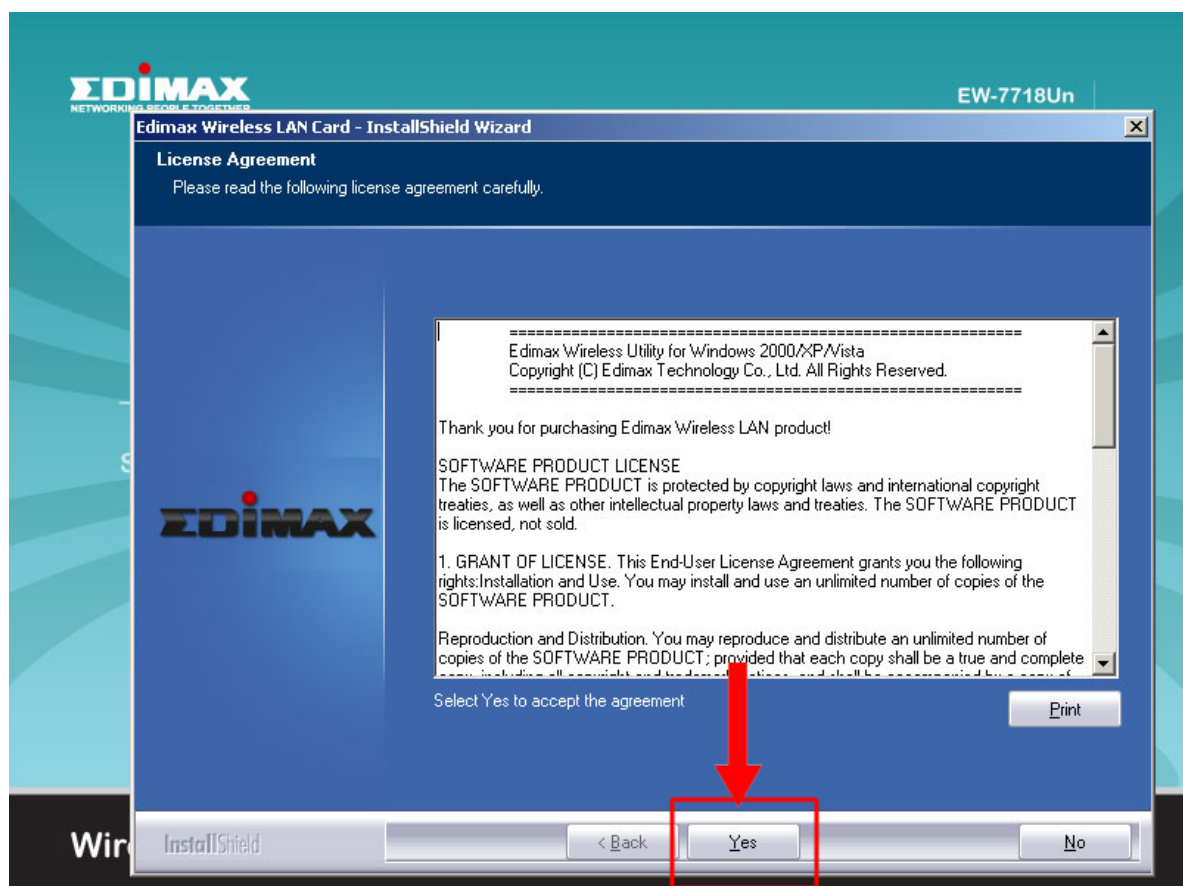 EDIMAX
NETWORKING PEOPLE TOGETHER
EW-7718Un
Edimax Wireless LAN Card - InstallShield Wizard
License Agreement
Please read the following license agreement carefully.
==========================================================
Edimax Wireless Utility for Windows 2000/XP/Vista
Copyright (C) Edimax Technology Co., Ltd. All Rights Reserved.
==========================================================
Thank you for purchasing Edimax Wireless LAN product!
SOFTWARE PRODUCT LICENSE
The SOFTWARE PRODUCT is protected by copyright laws and international copyright
treaties, as well as other intellectual property laws and treaties. The SOFTWARE PRODUCT
is licensed, not sold.
1. GRANT OF LICENSE. This End-User License Agreement grants you the following
rights:Installation and Use. You may install and use an unlimited number of copies of the
SOFTWARE PRODUCT.
Reproduction and Distribution. You may reproduce and distribute an unlimited number of
copies of the SOFTWARE PRODUCT; provided that each copy shall be a true and complete
EDIMAX
Select Yes to accept the agreement
Print
Wir
InstallShield
< Back
Yes
No